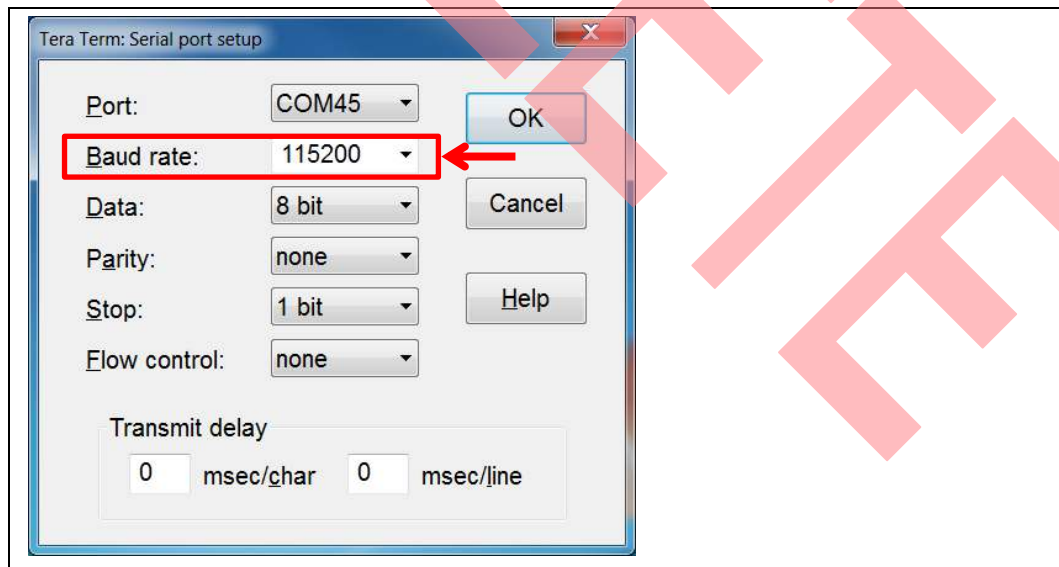 Tera Term: Serial port setup
Port: COM45 OK
Baud rate: 115200
Data: 8 bit Cancel
Parity: none
Stop: 1 bit Help
Flow control: none
Transmit delay
0 msec/char 0 msec/line